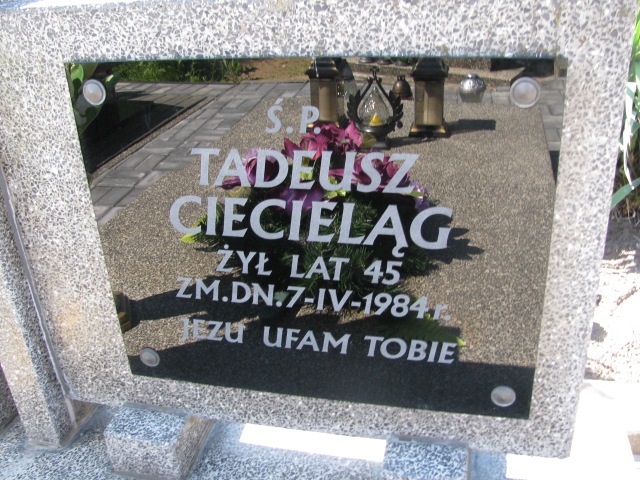 Ś.P.
TADEUSZ
CIECIELĄG
ŻYŁ LAT 45
ZM.DN.7-IV-1984.r.
JEZU UFAM TOBIE